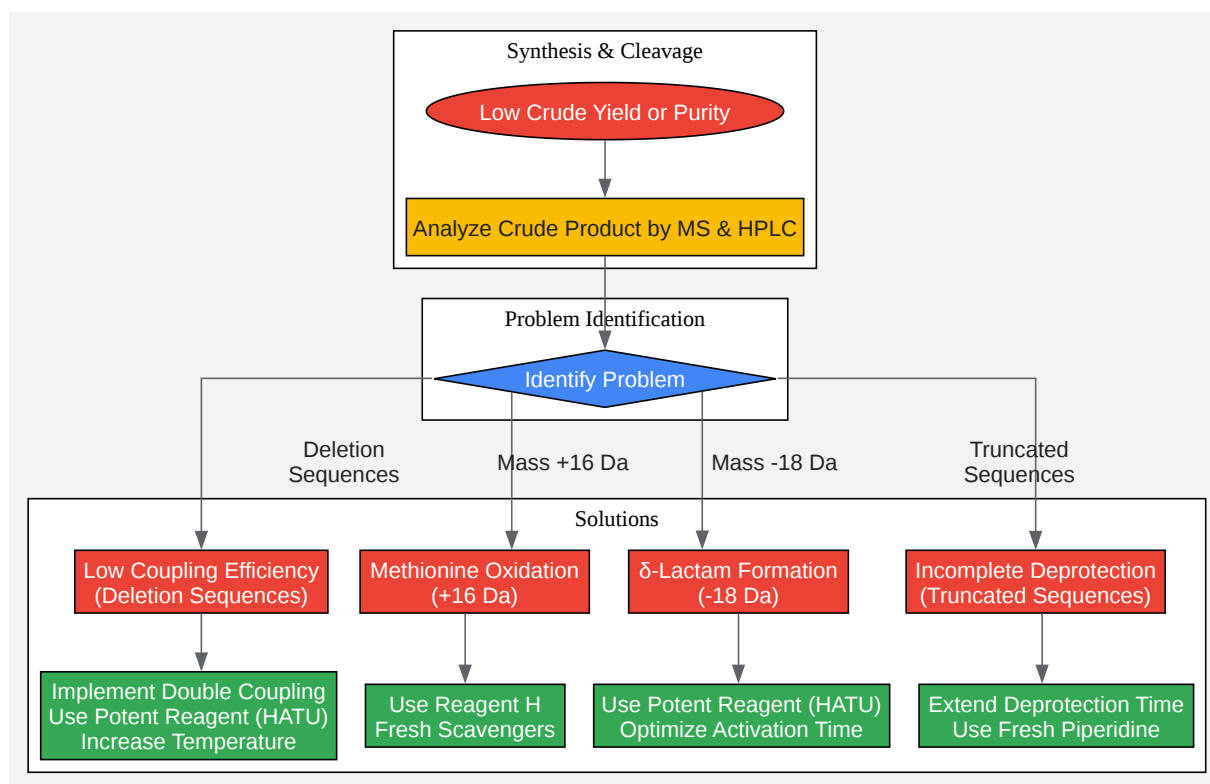 Synthesis & Cleavage
Low Crude Yield or Purity
Analyze Crude Product by MS & HPLC
Problem Identification
Identify Problem
Deletion
Sequences
Mass +16 Da
Mass -18 Da
Truncated
Sequences
Solutions
Low Coupling Efficiency
(Deletion Sequences)
Methionine Oxidation
(+16 Da)
δ-Lactam Formation
(-18 Da)
Incomplete Deprotection
(Truncated Sequences)
Implement Double Coupling
Use Potent Reagent (HATU)
Increase Temperature
Use Reagent H
Fresh Scavengers
Use Potent Reagent (HATU)
Optimize Activation Time
Extend Deprotection Time
Use Fresh Piperidine